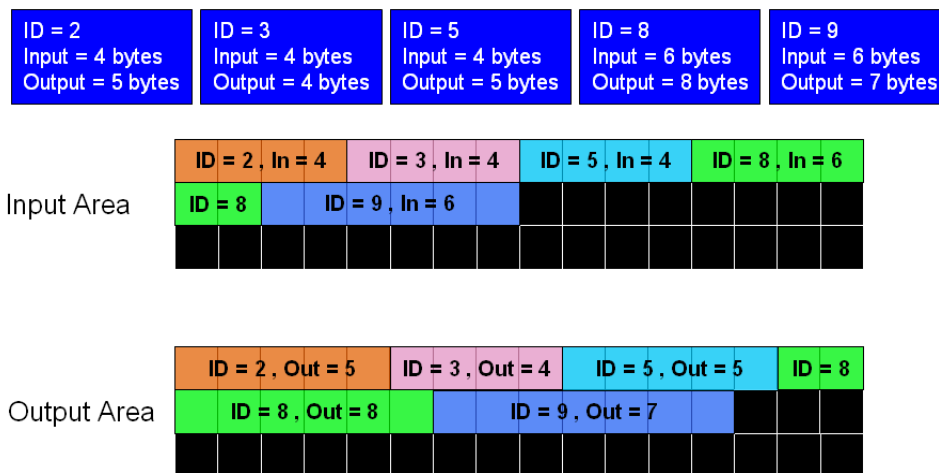 ID = 2
Input = 4 bytes
Output = 5 bytes
ID = 3
Input = 4 bytes
Output = 4 bytes
ID = 5
Input = 4 bytes
Output = 5 bytes
ID = 8
Input = 6 bytes
Output = 8 bytes
ID = 9
Input = 6 bytes
Output = 7 bytes
Input Area
ID = 2 , In = 4
ID = 3 , In = 4
ID = 5 , In = 4
ID = 8 , In = 6
ID = 8
ID = 9 , In = 6
Output Area
ID = 2 , Out = 5
ID = 3 , Out = 4
ID = 5 , Out = 5
ID = 8
ID = 8 , Out = 8
ID = 9 , Out = 7